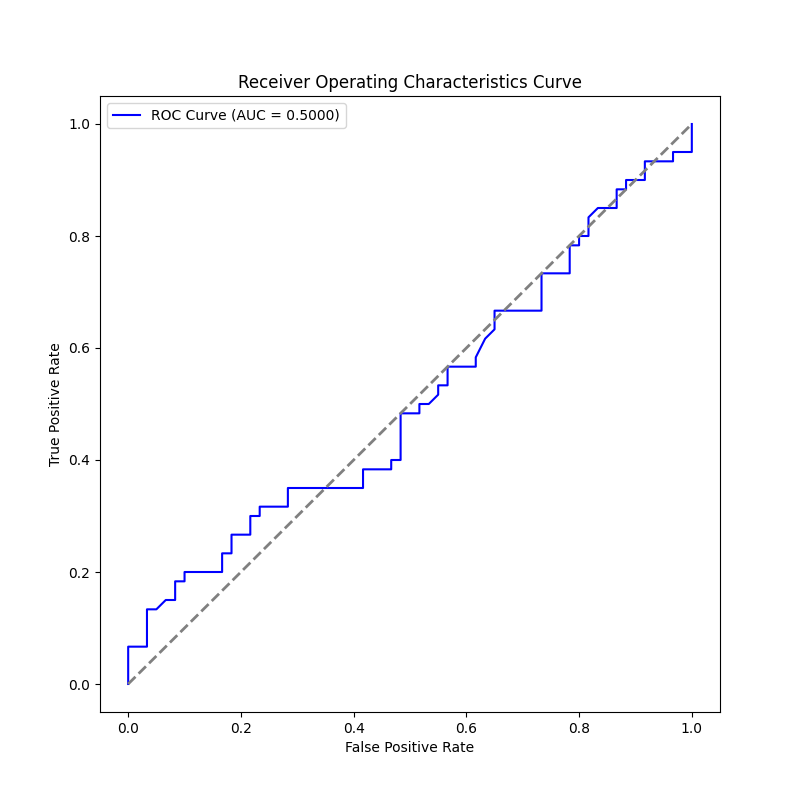 Receiver Operating Characteristics Curve
ROC Curve (AUC = 0.5000)
1.0
0.8
0.6
0.4
0.2
0.0
True Positive Rate
0.0 0.2 0.4 0.6 0.8 1.0
False Positive Rate